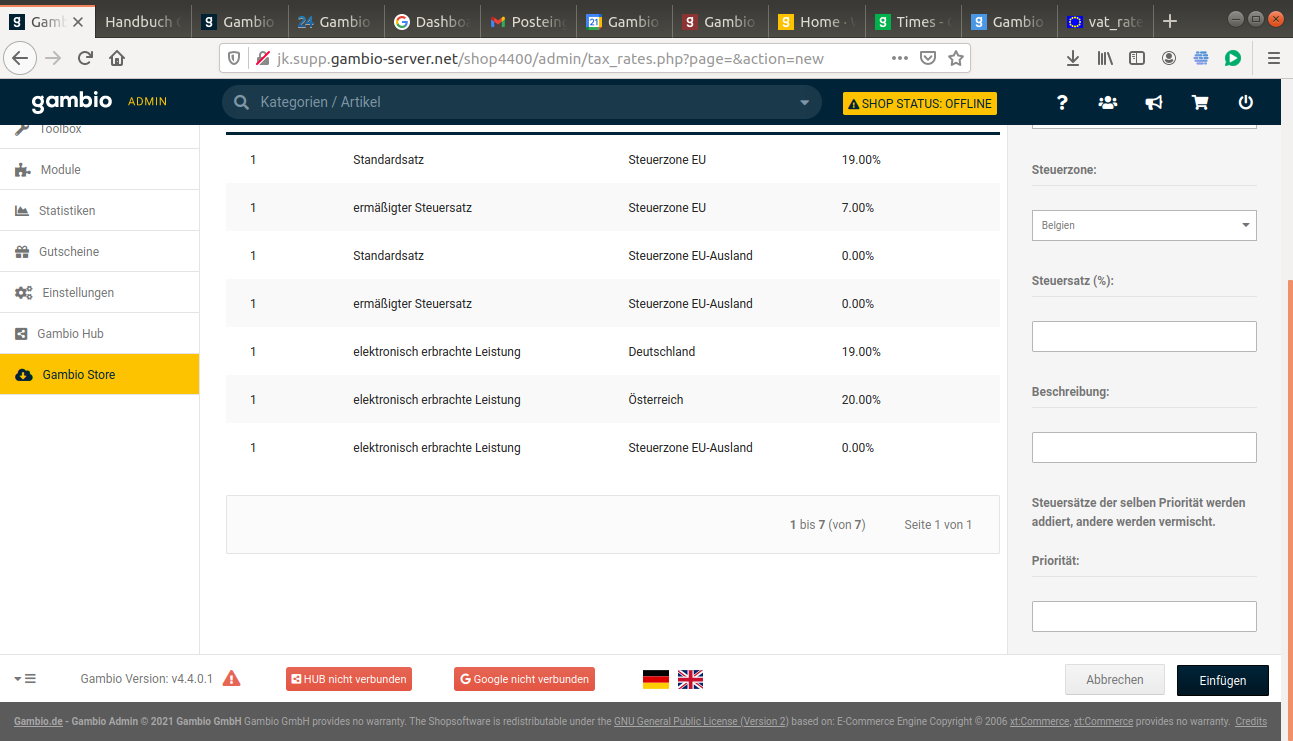 Gamb
Handbuch
Gambio
Gambio
Dashbo
Postein
Gambio
Gambio
Home -
Times -
Gambio
vat_rate
jk.supp.gambio-server.net/shop4400/admin/tax_rates.php?page=&action=new
gambio ADMIN
Kategorien / Artikel
SHOP STATUS: OFFLINE
Toolbox
Module
Statistiken
Gutscheine
Einstellungen
Gambio Hub
Gambio Store
1 Standardsatz Steuerzone EU 19.00%
1 ermäßigter Steuersatz Steuerzone EU 7.00%
1 Standardsatz Steuerzone EU-Ausland 0.00%
1 ermäßigter Steuersatz Steuerzone EU-Ausland 0.00%
1 elektronisch erbrachte Leistung Deutschland 19.00%
1 elektronisch erbrachte Leistung Österreich 20.00%
1 elektronisch erbrachte Leistung Steuerzone EU-Ausland 0.00%
1 bis 7 (von 7) Seite 1 von 1
Steuerzone:
Belgien
Steuersatz (%):
Beschreibung:
Steuersätze der selben Priorität werden
addiert, andere werden vermischt.
Priorität:
Gambio Version: v4.4.0.1
HUB nicht verbunden
Google nicht verbunden
Abbrechen
Einfügen
Gambio.de - Gambio Admin © 2021 Gambio GmbH Gambio GmbH provides no warranty. The Shopsoftware is redistributable under the GNU General Public License (Version 2) based on: E-Commerce Engine Copyright © 2006 xt:Commerce, xt:Commerce provides no warranty. Credits